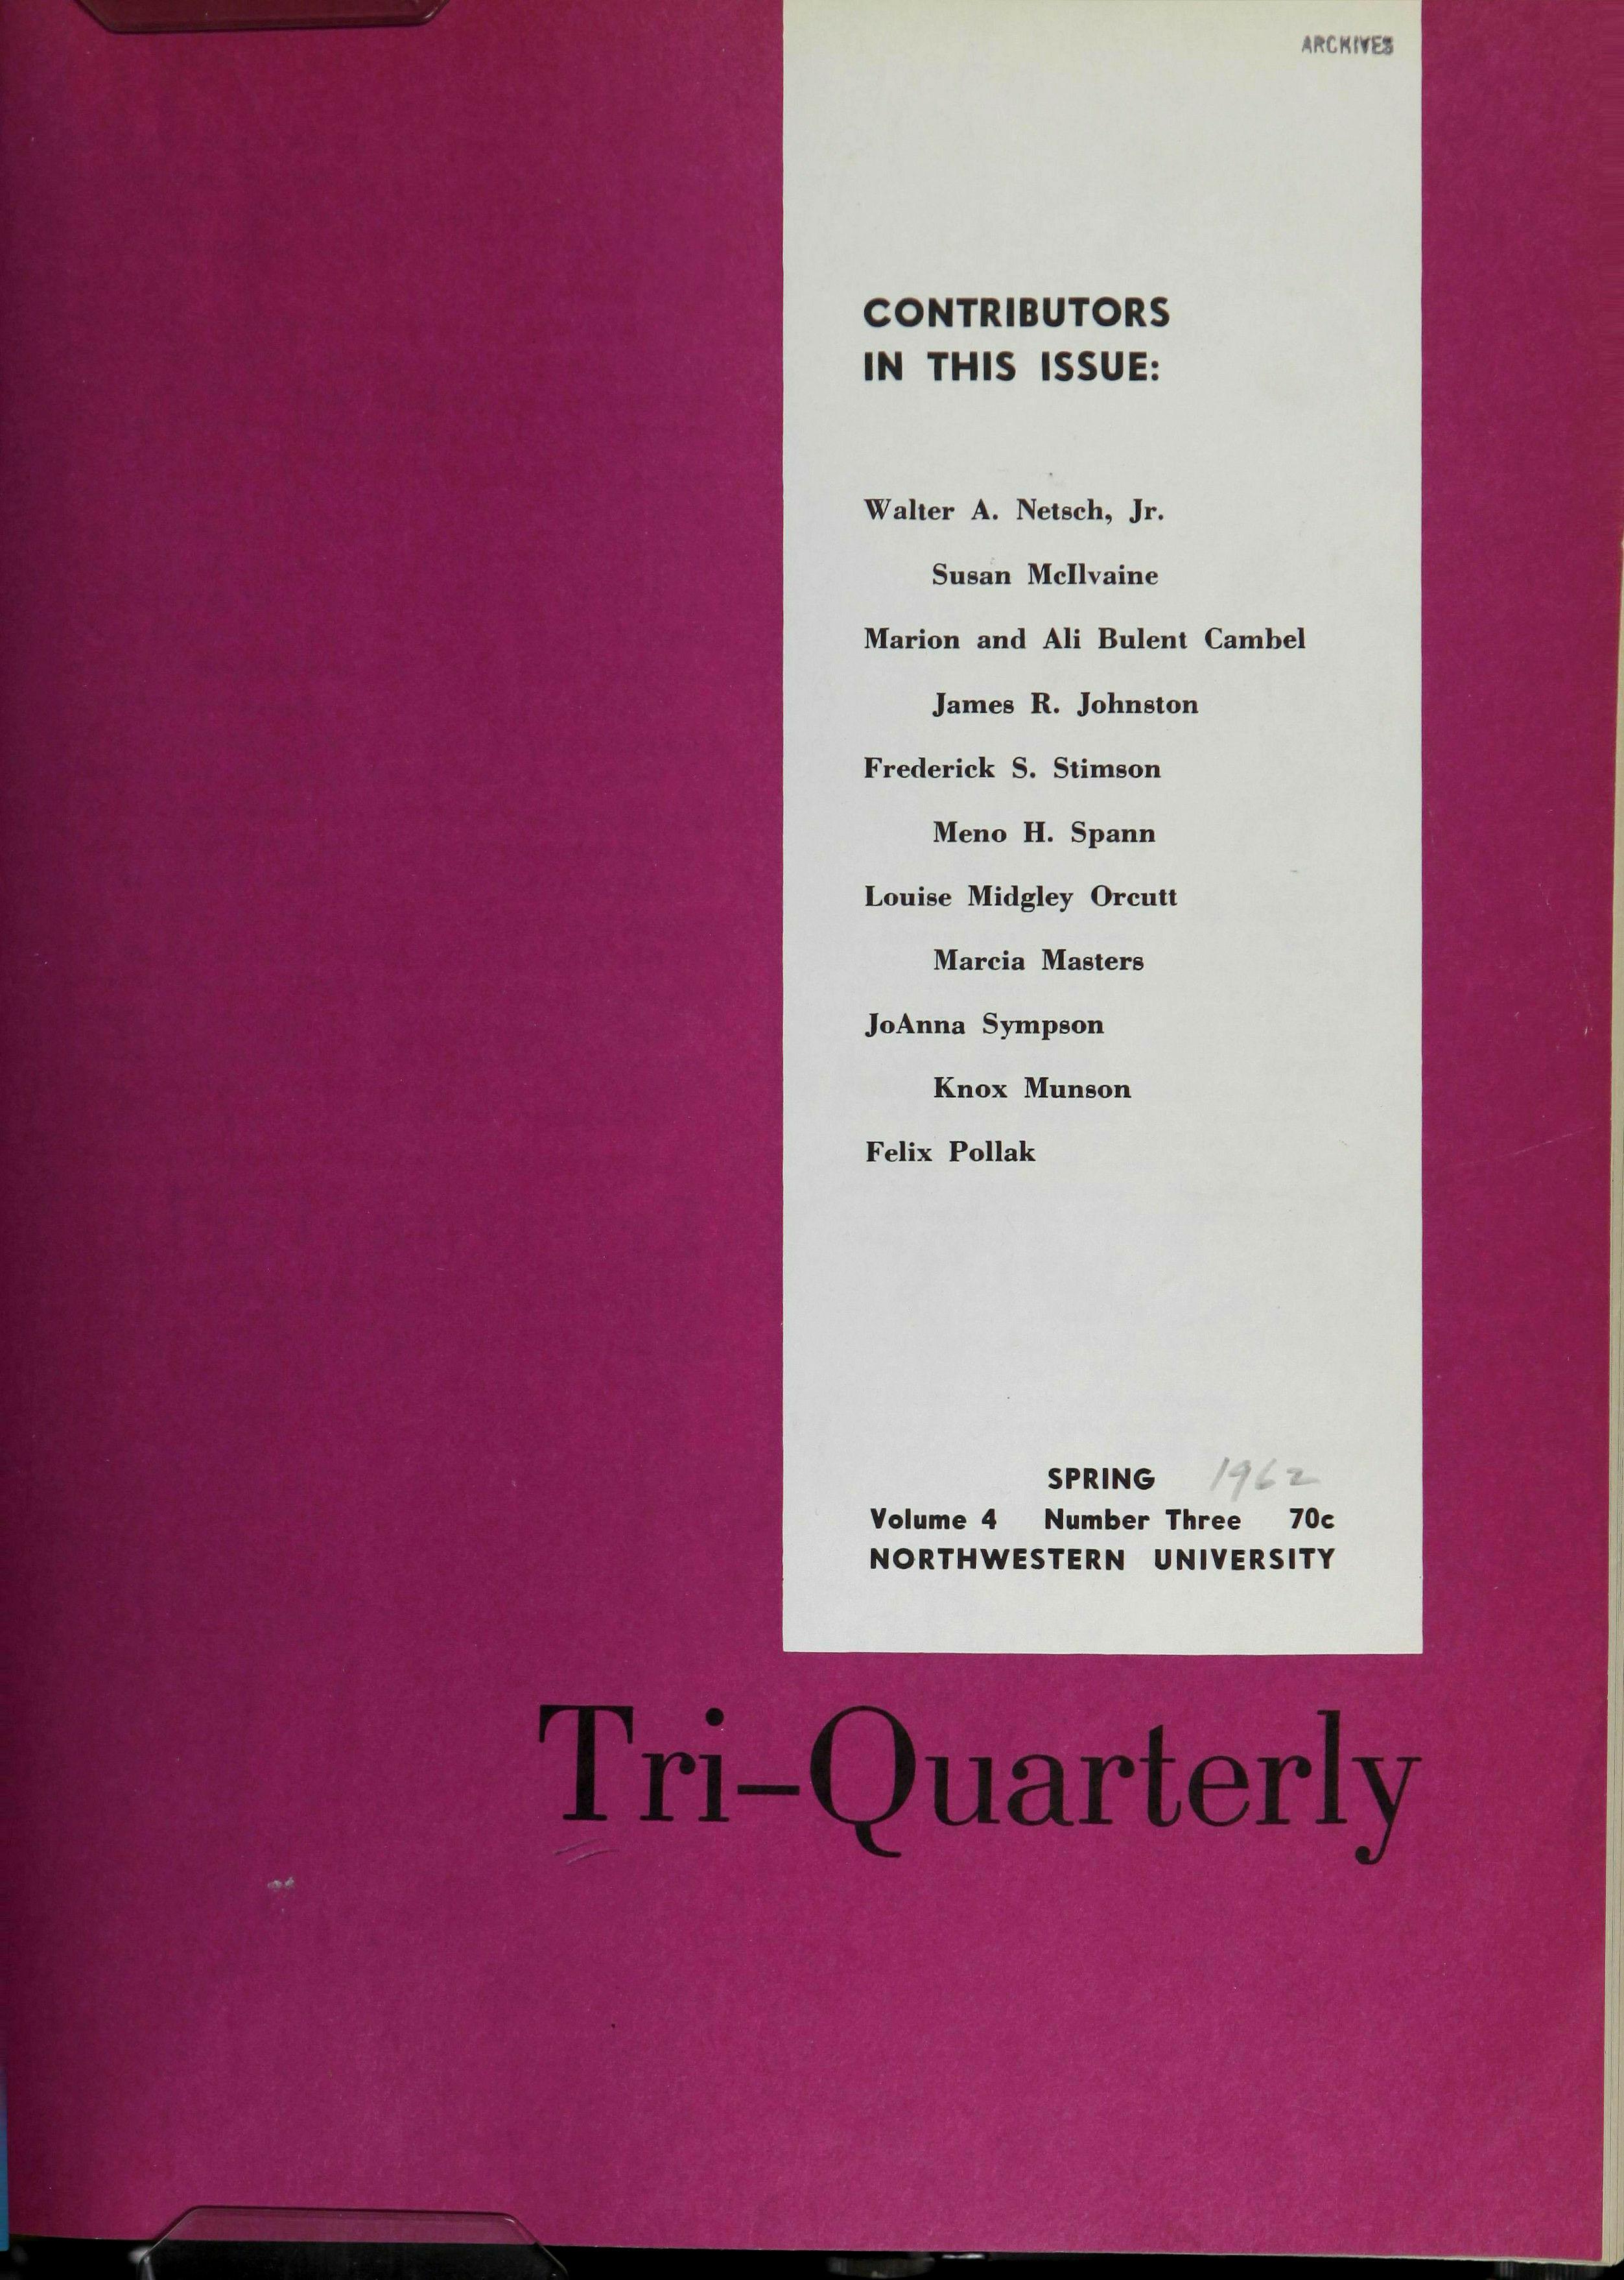 ARCHIVES
CONTRIBUTORS
IN THIS ISSUE:
Walter A. Netsch, Jr.
Susan McIlvaine
Marion and Ali Bulent Cambel
James R. Johnston
Frederick S. Stimson
Meno H. Spann
Louise Midgley Orcutt
Marcia Masters
JoAnna Sympson
Knox Munson
Felix Pollak
SPRING 1962
Volume 4 Number Three 70c
NORTHWESTERN UNIVERSITY
Tri-Quarterly